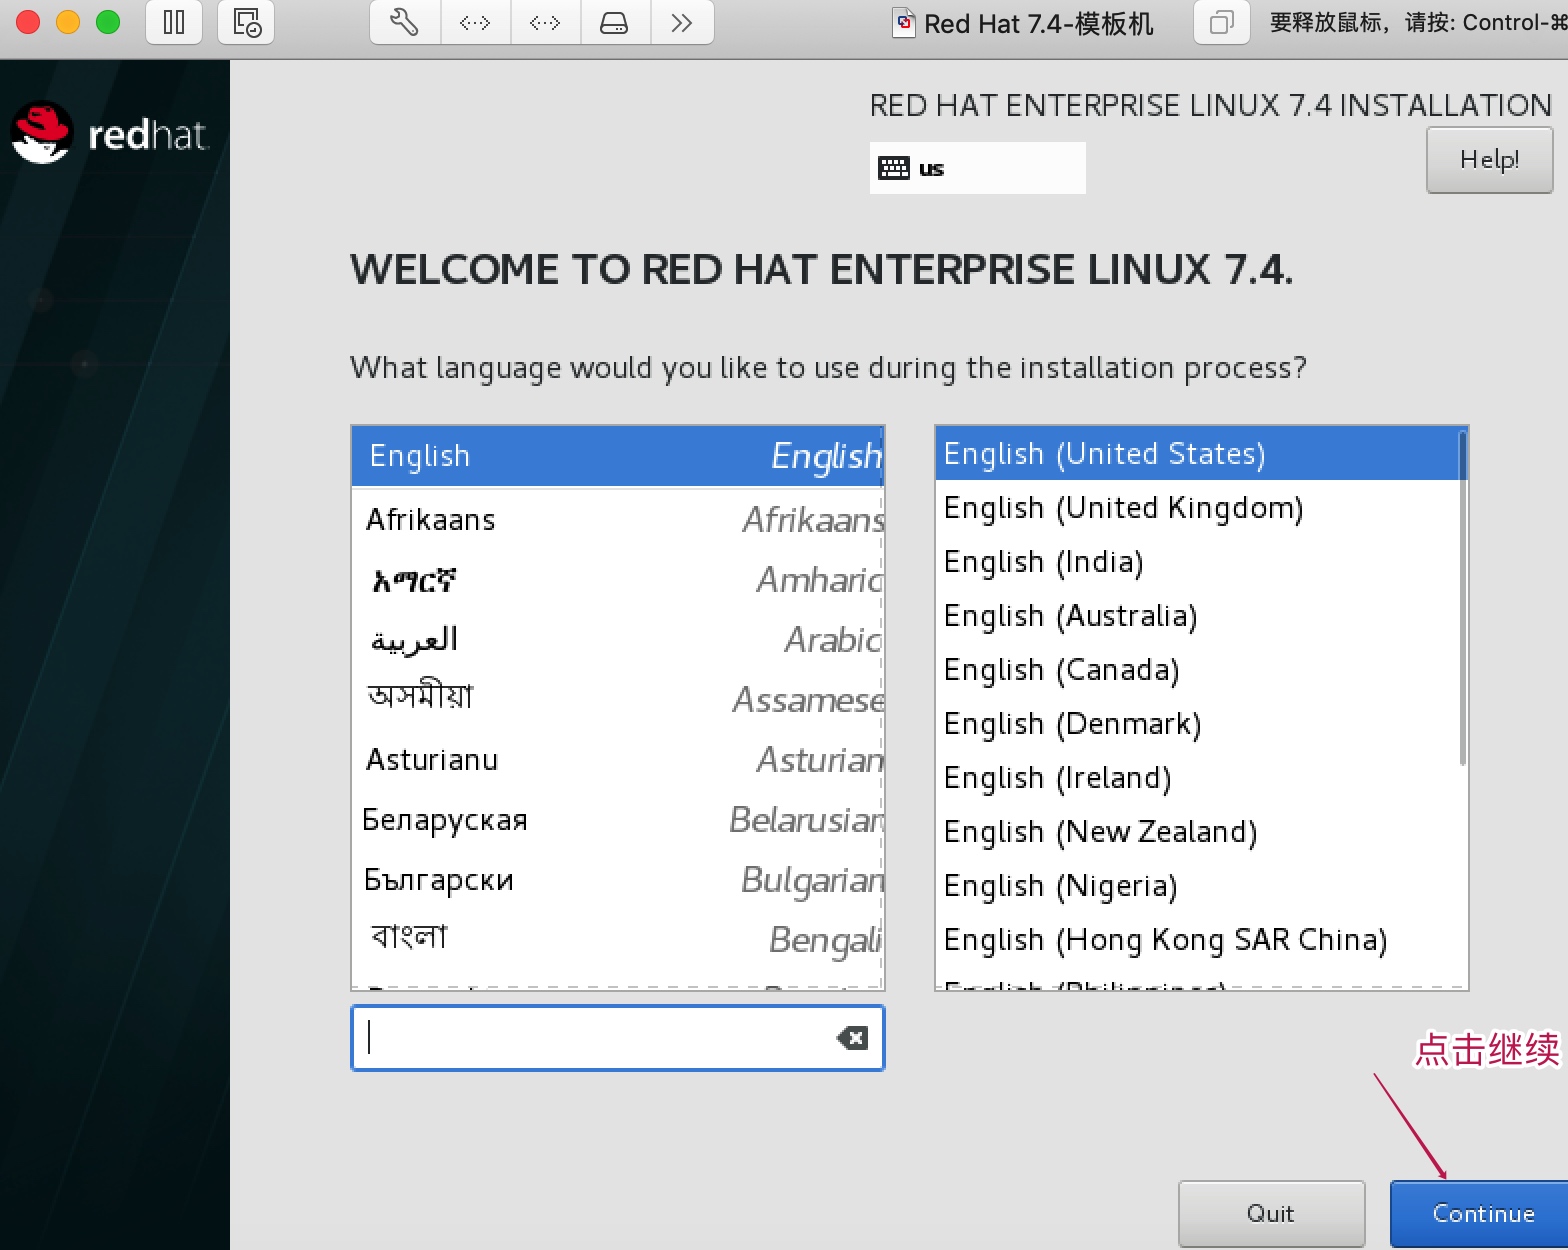 Red Hat 7.4-模板机
要释放鼠标，请按: Control-⌘
redhat.
RED HAT ENTERPRISE LINUX 7.4 INSTALLATION
us
Help!
WELCOME TO RED HAT ENTERPRISE LINUX 7.4.
What language would you like to use during the installation process?
English English
Afrikaans Afrikaans
አማርኛ Amharic
العربية Arabic
অসমীয়া Assamese
Asturianu Asturian
Беларуская Belarusian
Български Bulgarian
বাংলা Bengali
English (United States)
English (United Kingdom)
English (India)
English (Australia)
English (Canada)
English (Denmark)
English (Ireland)
English (New Zealand)
English (Nigeria)
English (Hong Kong SAR China)
English (Philippines)
点击继续
Quit
Continue